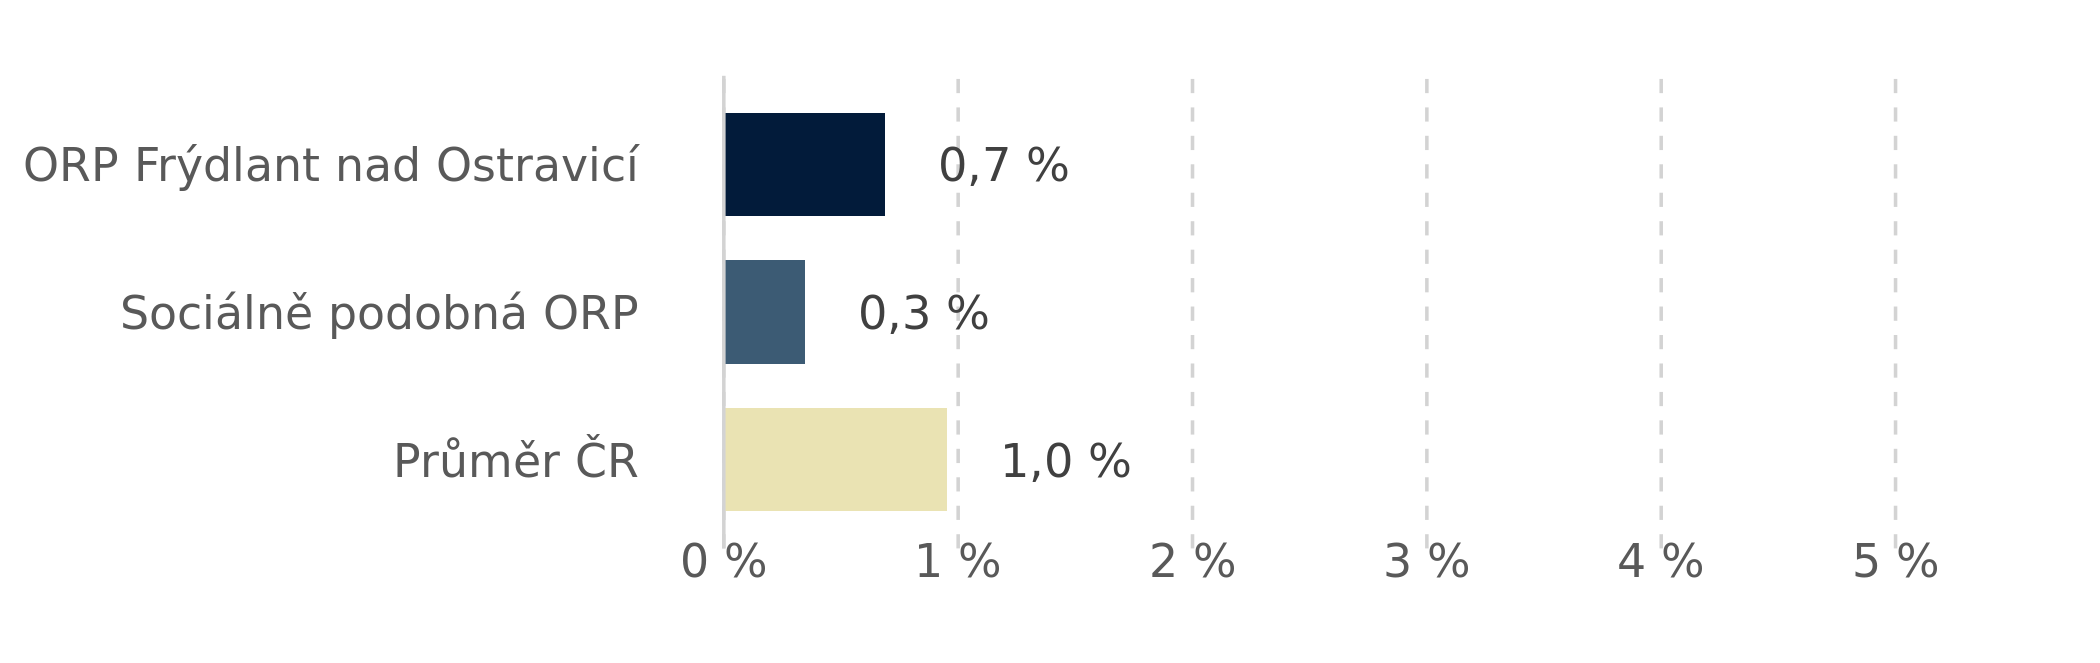 ORP Frýdlant nad Ostravicí 0,7 %
Sociálně podobná ORP 0,3 %
Průměr ČR 1,0 %
0 % 1 % 2 % 3 % 4 % 5 %